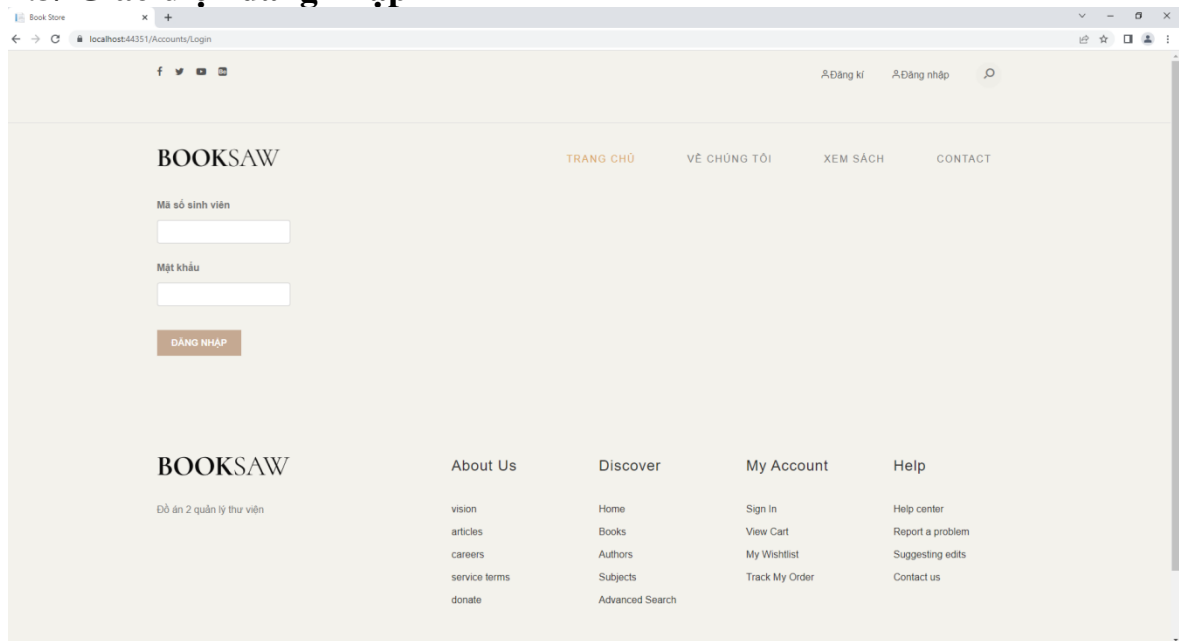 Book Store
localhost:44351/Accounts/Login
Đăng kí Đăng nhập
BOOKSAW
TRANG CHỦ VỀ CHÚNG TÔI XEM SÁCH CONTACT
Mã số sinh viên
Mật khẩu
ĐĂNG NHẬP
BOOKSAW
Đồ án 2 quản lý thư viện
About Us
vision
articles
careers
service terms
donate
Discover
Home
Books
Authors
Subjects
Advanced Search
My Account
Sign In
View Cart
My Wishlist
Track My Order
Help
Help center
Report a problem
Suggesting edits
Contact us